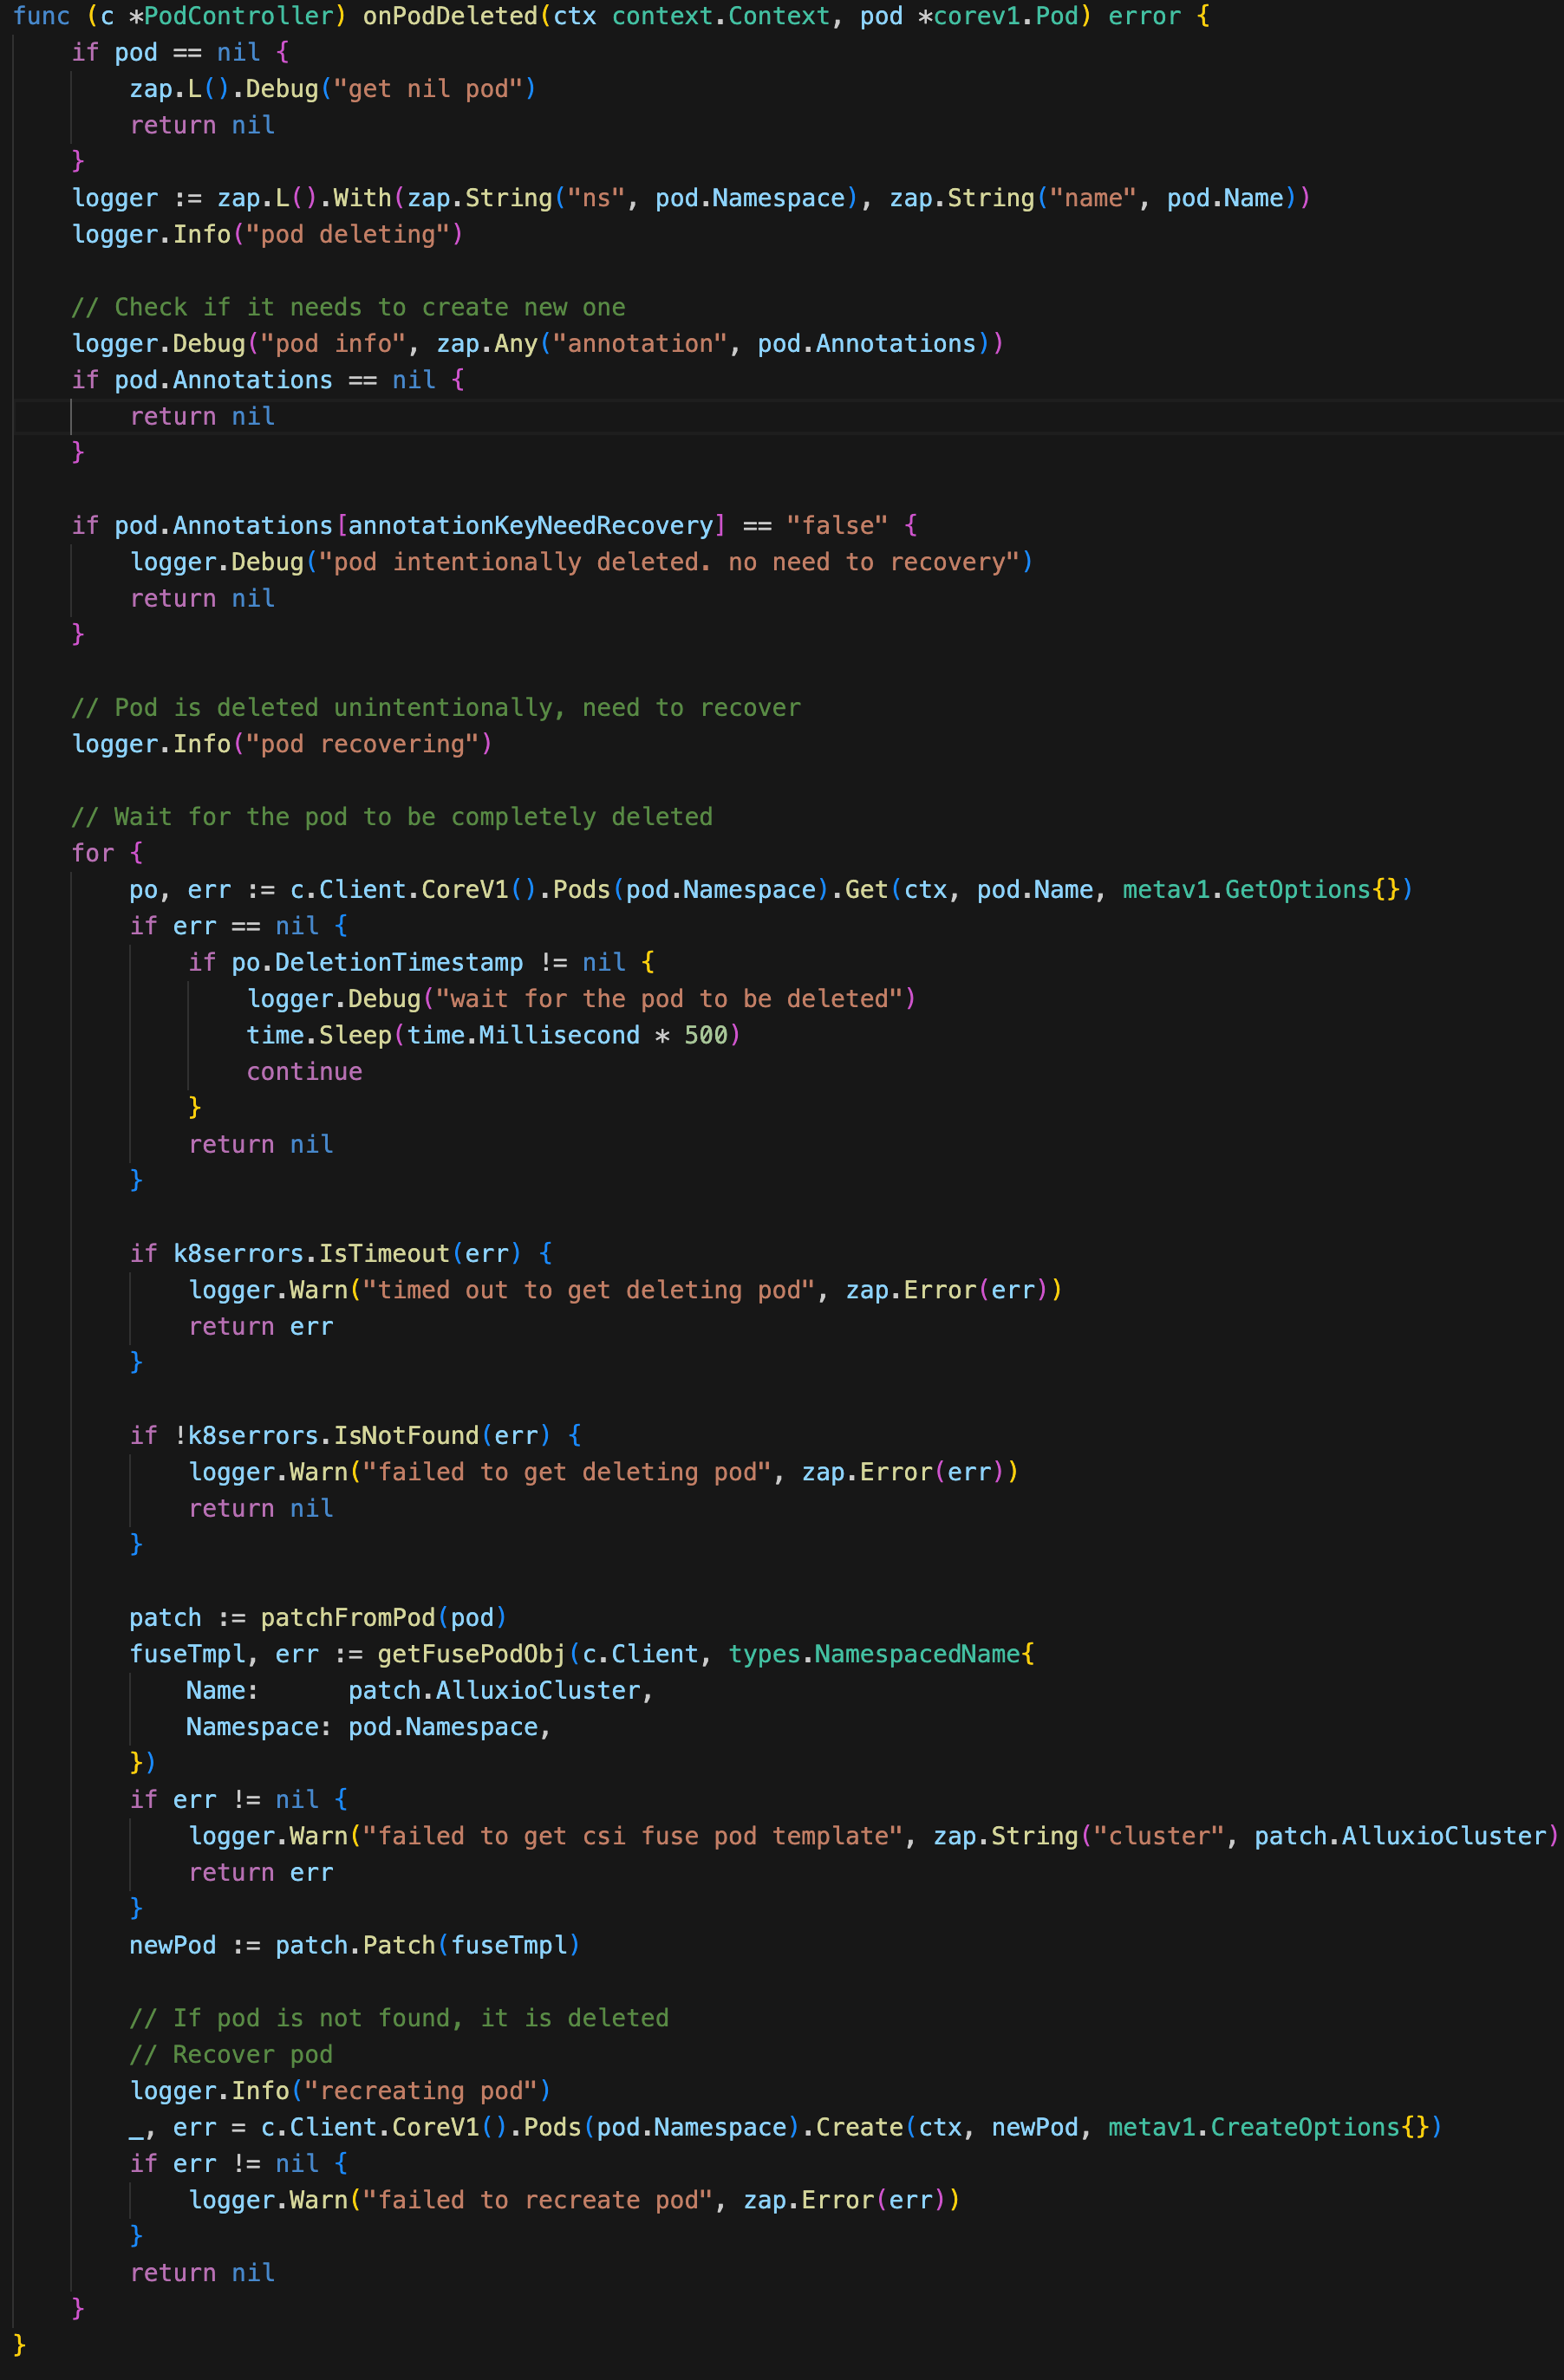 func (c *PodController) onPodDeleted(ctx context.Context, pod *corev1.Pod) error {
    if pod == nil {
        zap.L().Debug("get nil pod")
        return nil
    }
    logger := zap.L().With(zap.String("ns", pod.Namespace), zap.String("name", pod.Name))
    logger.Info("pod deleting")

    // Check if it needs to create new one
    logger.Debug("pod info", zap.Any("annotation", pod.Annotations))
    if pod.Annotations == nil {
        return nil
    }

    if pod.Annotations[annotationKeyNeedRecovery] == "false" {
        logger.Debug("pod intentionally deleted. no need to recovery")
        return nil
    }

    // Pod is deleted unintentionally, need to recover
    logger.Info("pod recovering")

    // Wait for the pod to be completely deleted
    for {
        po, err := c.Client.CoreV1().Pods(pod.Namespace).Get(ctx, pod.Name, metav1.GetOptions{})
        if err == nil {
            if po.DeletionTimestamp != nil {
                logger.Debug("wait for the pod to be deleted")
                time.Sleep(time.Millisecond * 500)
                continue
            }
            return nil
        }

        if k8serrors.IsTimeout(err) {
            logger.Warn("timed out to get deleting pod", zap.Error(err))
            return err
        }

        if !k8serrors.IsNotFound(err) {
            logger.Warn("failed to get deleting pod", zap.Error(err))
            return nil
        }

        patch := patchFromPod(pod)
        fuseTmpl, err := getFusePodObj(c.Client, types.NamespacedName{
            Name:      patch.AlluxioCluster,
            Namespace: pod.Namespace,
        })
        if err != nil {
            logger.Warn("failed to get csi fuse pod template", zap.String("cluster", patch.AlluxioCluster)
            return err
        }
        newPod := patch.Patch(fuseTmpl)

        // If pod is not found, it is deleted
        // Recover pod
        logger.Info("recreating pod")
        _, err = c.Client.CoreV1().Pods(pod.Namespace).Create(ctx, newPod, metav1.CreateOptions{})
        if err != nil {
            logger.Warn("failed to recreate pod", zap.Error(err))
        }
        return nil
    }
}